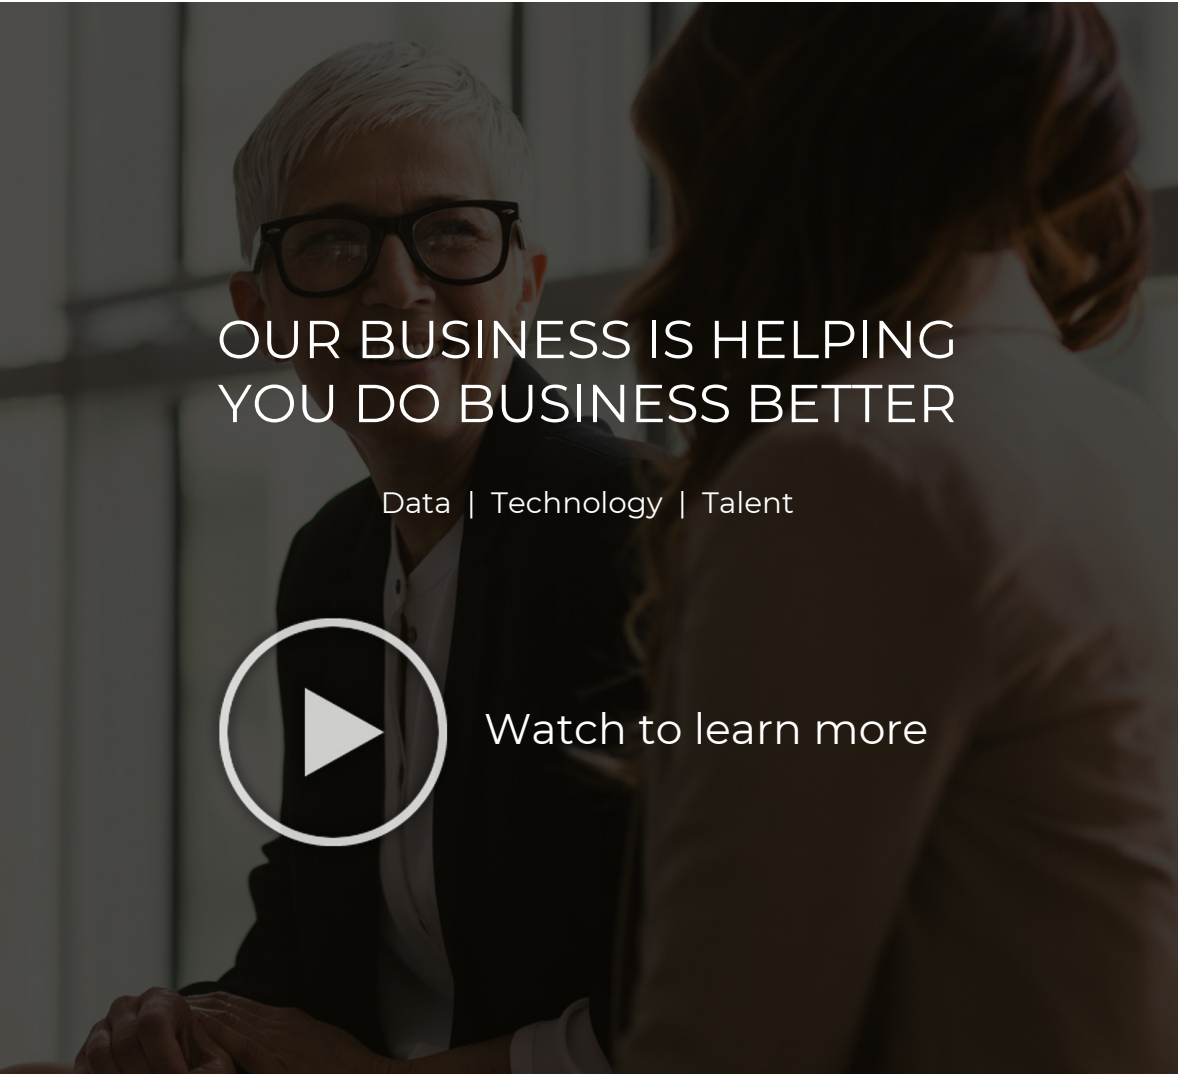 OUR BUSINESS IS HELPING
YOU DO BUSINESS BETTER
Data | Technology | Talent
Watch to learn more